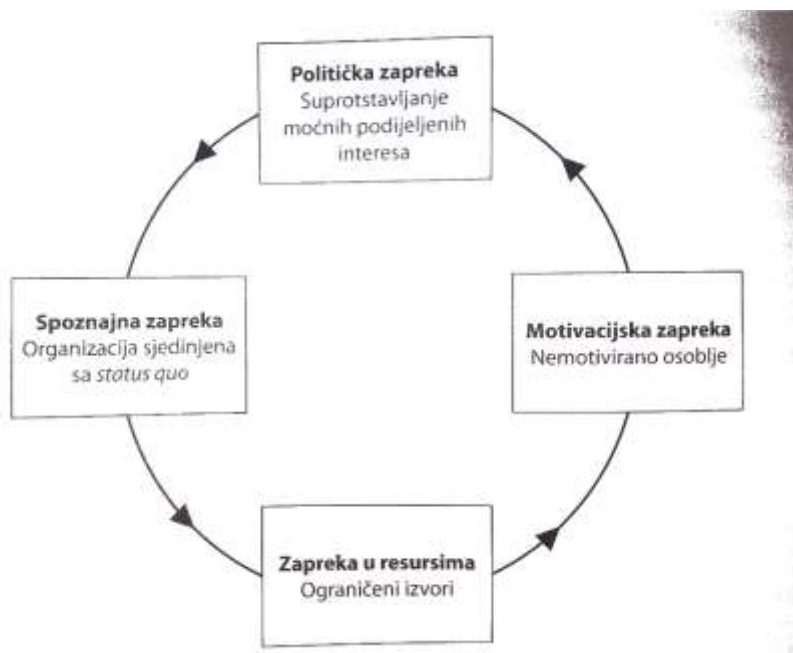 Politička zapreka
Suprotstavljanje
moćnih podijeljenih
interesa
Spoznajna zapreka
Organizacija sjedinjena
sa status quo
Motivacijska zapreka
Nemotivirano osoblje
Zapreka u resursima
Ograničeni izvori